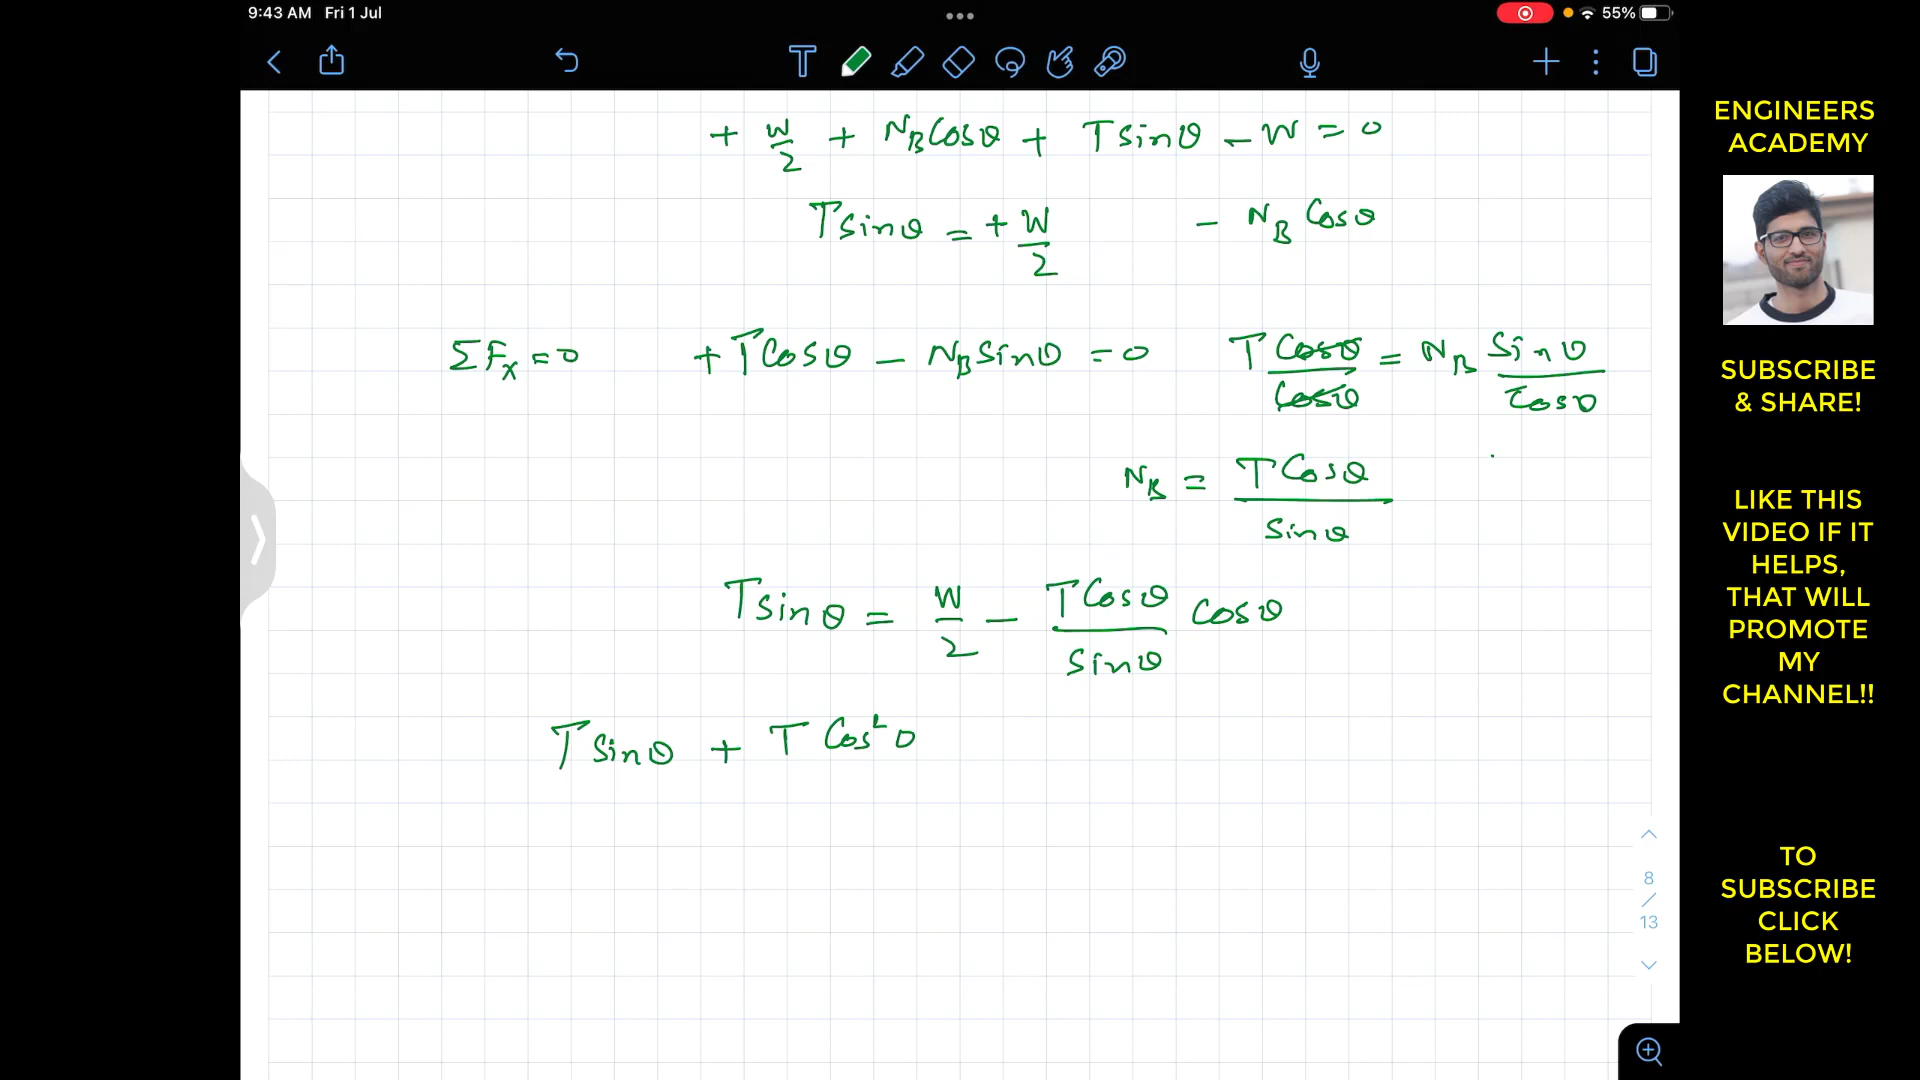 9:43 AM Fri 1 Jul
55%
+ W/2 + N_B Cosθ + T sinθ - W = 0
T sinθ = + W/2 - N_B Cosθ
ΣF_x = 0 + T Cosθ - N_B Sinθ = 0 T Cosθ/Cosθ = N_B Sinθ/Cosθ
N_B = T Cosθ/Sinθ
T sinθ = W/2 - T Cosθ/Sinθ Cosθ
T Sinθ + T Cos²θ
8
/
13
ENGINEERS
ACADEMY
SUBSCRIBE
& SHARE!
LIKE THIS
VIDEO IF IT
HELPS,
THAT WILL
PROMOTE
MY
CHANNEL!!
TO
SUBSCRIBE
CLICK
BELOW!